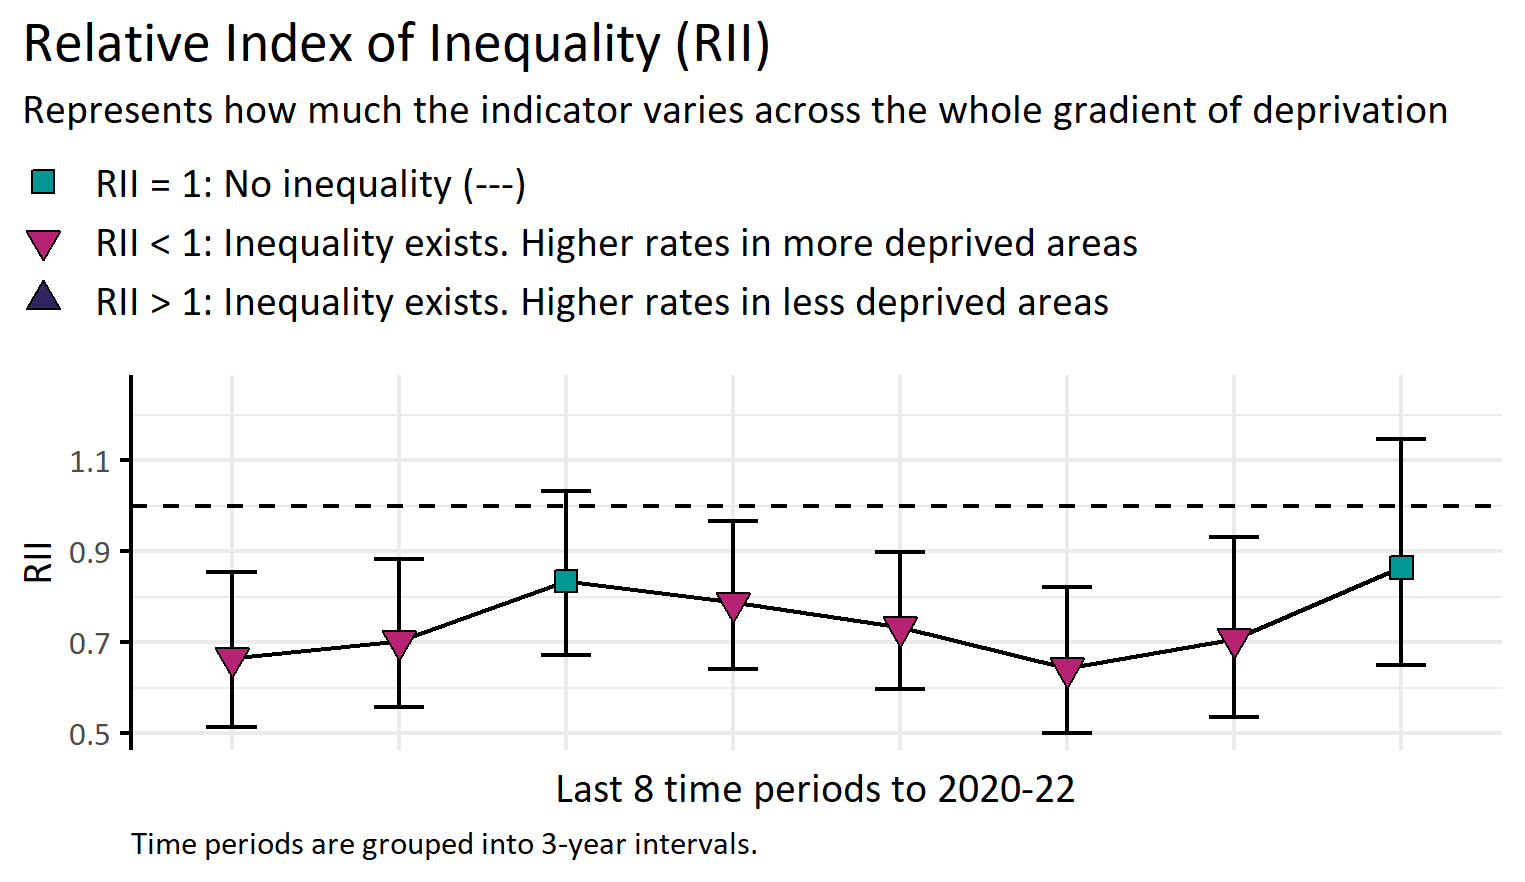 Relative Index of Inequality (RII)
Represents how much the indicator varies across the whole gradient of deprivation
RII = 1: No inequality (---)
RII < 1: Inequality exists. Higher rates in more deprived areas
RII > 1: Inequality exists. Higher rates in less deprived areas
1.1
0.9
0.7
0.5
RII
Last 8 time periods to 2020-22
Time periods are grouped into 3-year intervals.